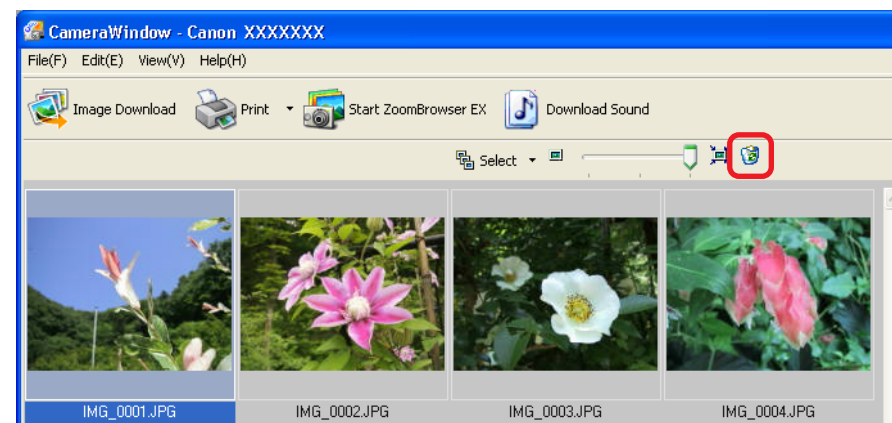 CameraWindow - Canon XXXXXXX
File(F) Edit(E) View(V) Help(H)
Image Download Print Start ZoomBrowser EX Download Sound
Select
IMG_0001.JPG IMG_0002.JPG IMG_0003.JPG IMG_0004.JPG